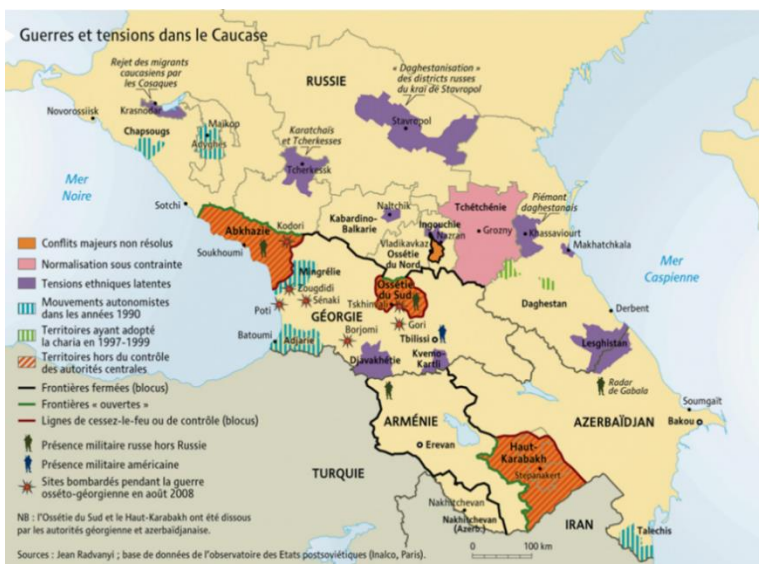 Guerres et tensions dans le Caucase
Rejet des migrants
caucasiens par
les Cosaques
« Daghestanisation »
des districts russes
du krai de Stavropol
RUSSIE
Novorossiisk
Krasnodar
Maïkop
Chapsougs
Adyghés
Stavropol
Karatchaïs
et Tcherkesses
Tcherkessk
Mer
Noire
Sotchi
Naltchik
Kabardino-
Balkarie
Ingouchie
Nazran
Vladikavkaz
Ossétie
du Nord
Tchétchénie
Grozny
Piémont
daghestanais
Khassaviourt
Makhatchkala
Mer
Caspienne
Abkhazie
Kodori
Soukhoumi
Mingrélie
Zougdidi
Sénaki
Poti
GÉORGIE
Ossétie
du Sud
Tskhinvali
Gori
Tbilissi
Batoumi
Adjarie
Borjomi
Djavakhétie
Kvemo-
Kartli
Daghestan
Derbent
Lesghistan
Radar
de Gabala
Soumgaït
Bakou
AZERBAÏDJAN
ARMÉNIE
Erevan
TURQUIE
Haut-
Karabakh
Stepanakert
Nakhitchevan
Nakhitchevan
(Azerb.)
IRAN
Talechis
0 100 km
Conflits majeurs non résolus
Normalisation sous contrainte
Tensions ethniques latentes
Mouvements autonomistes
dans les années 1990
Territoires ayant adopté
la charia en 1997-1999
Territoires hors du contrôle
des autorités centrales
Frontières fermées (blocus)
Frontières « ouvertes »
Lignes de cessez-le-feu ou de contrôle (blocus)
Présence militaire russe hors Russie
Présence militaire américaine
Sites bombardés pendant la guerre
osséto-géorgienne en août 2008
NB : l'Ossétie du Sud et le Haut-Karabakh ont été dissous
par les autorités géorgienne et azerbaïdjanaise.
Sources : Jean Radvanyi ; base de données de l'observatoire des Etats postsoviétiques (Inalco, Paris).